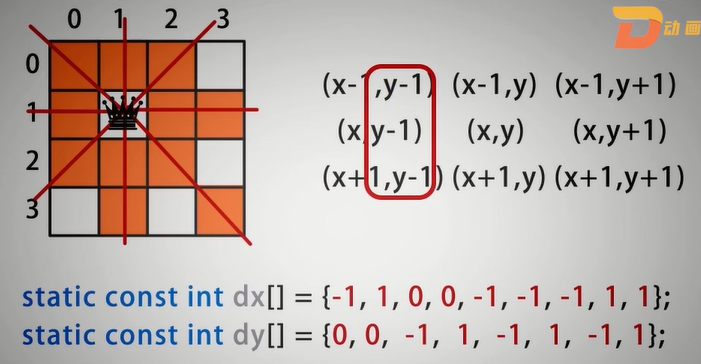 0 1 2 3
D动画
0
1
2
3
(x-1,y-1) (x-1,y) (x-1,y+1)
(x,y-1) (x,y) (x,y+1)
(x+1,y-1) (x+1,y) (x+1,y+1)
static const int dx[] = {-1, 1, 0, 0, -1, -1, -1, 1, 1};
static const int dy[] = {0, 0, -1, 1, -1, 1, -1, 1};